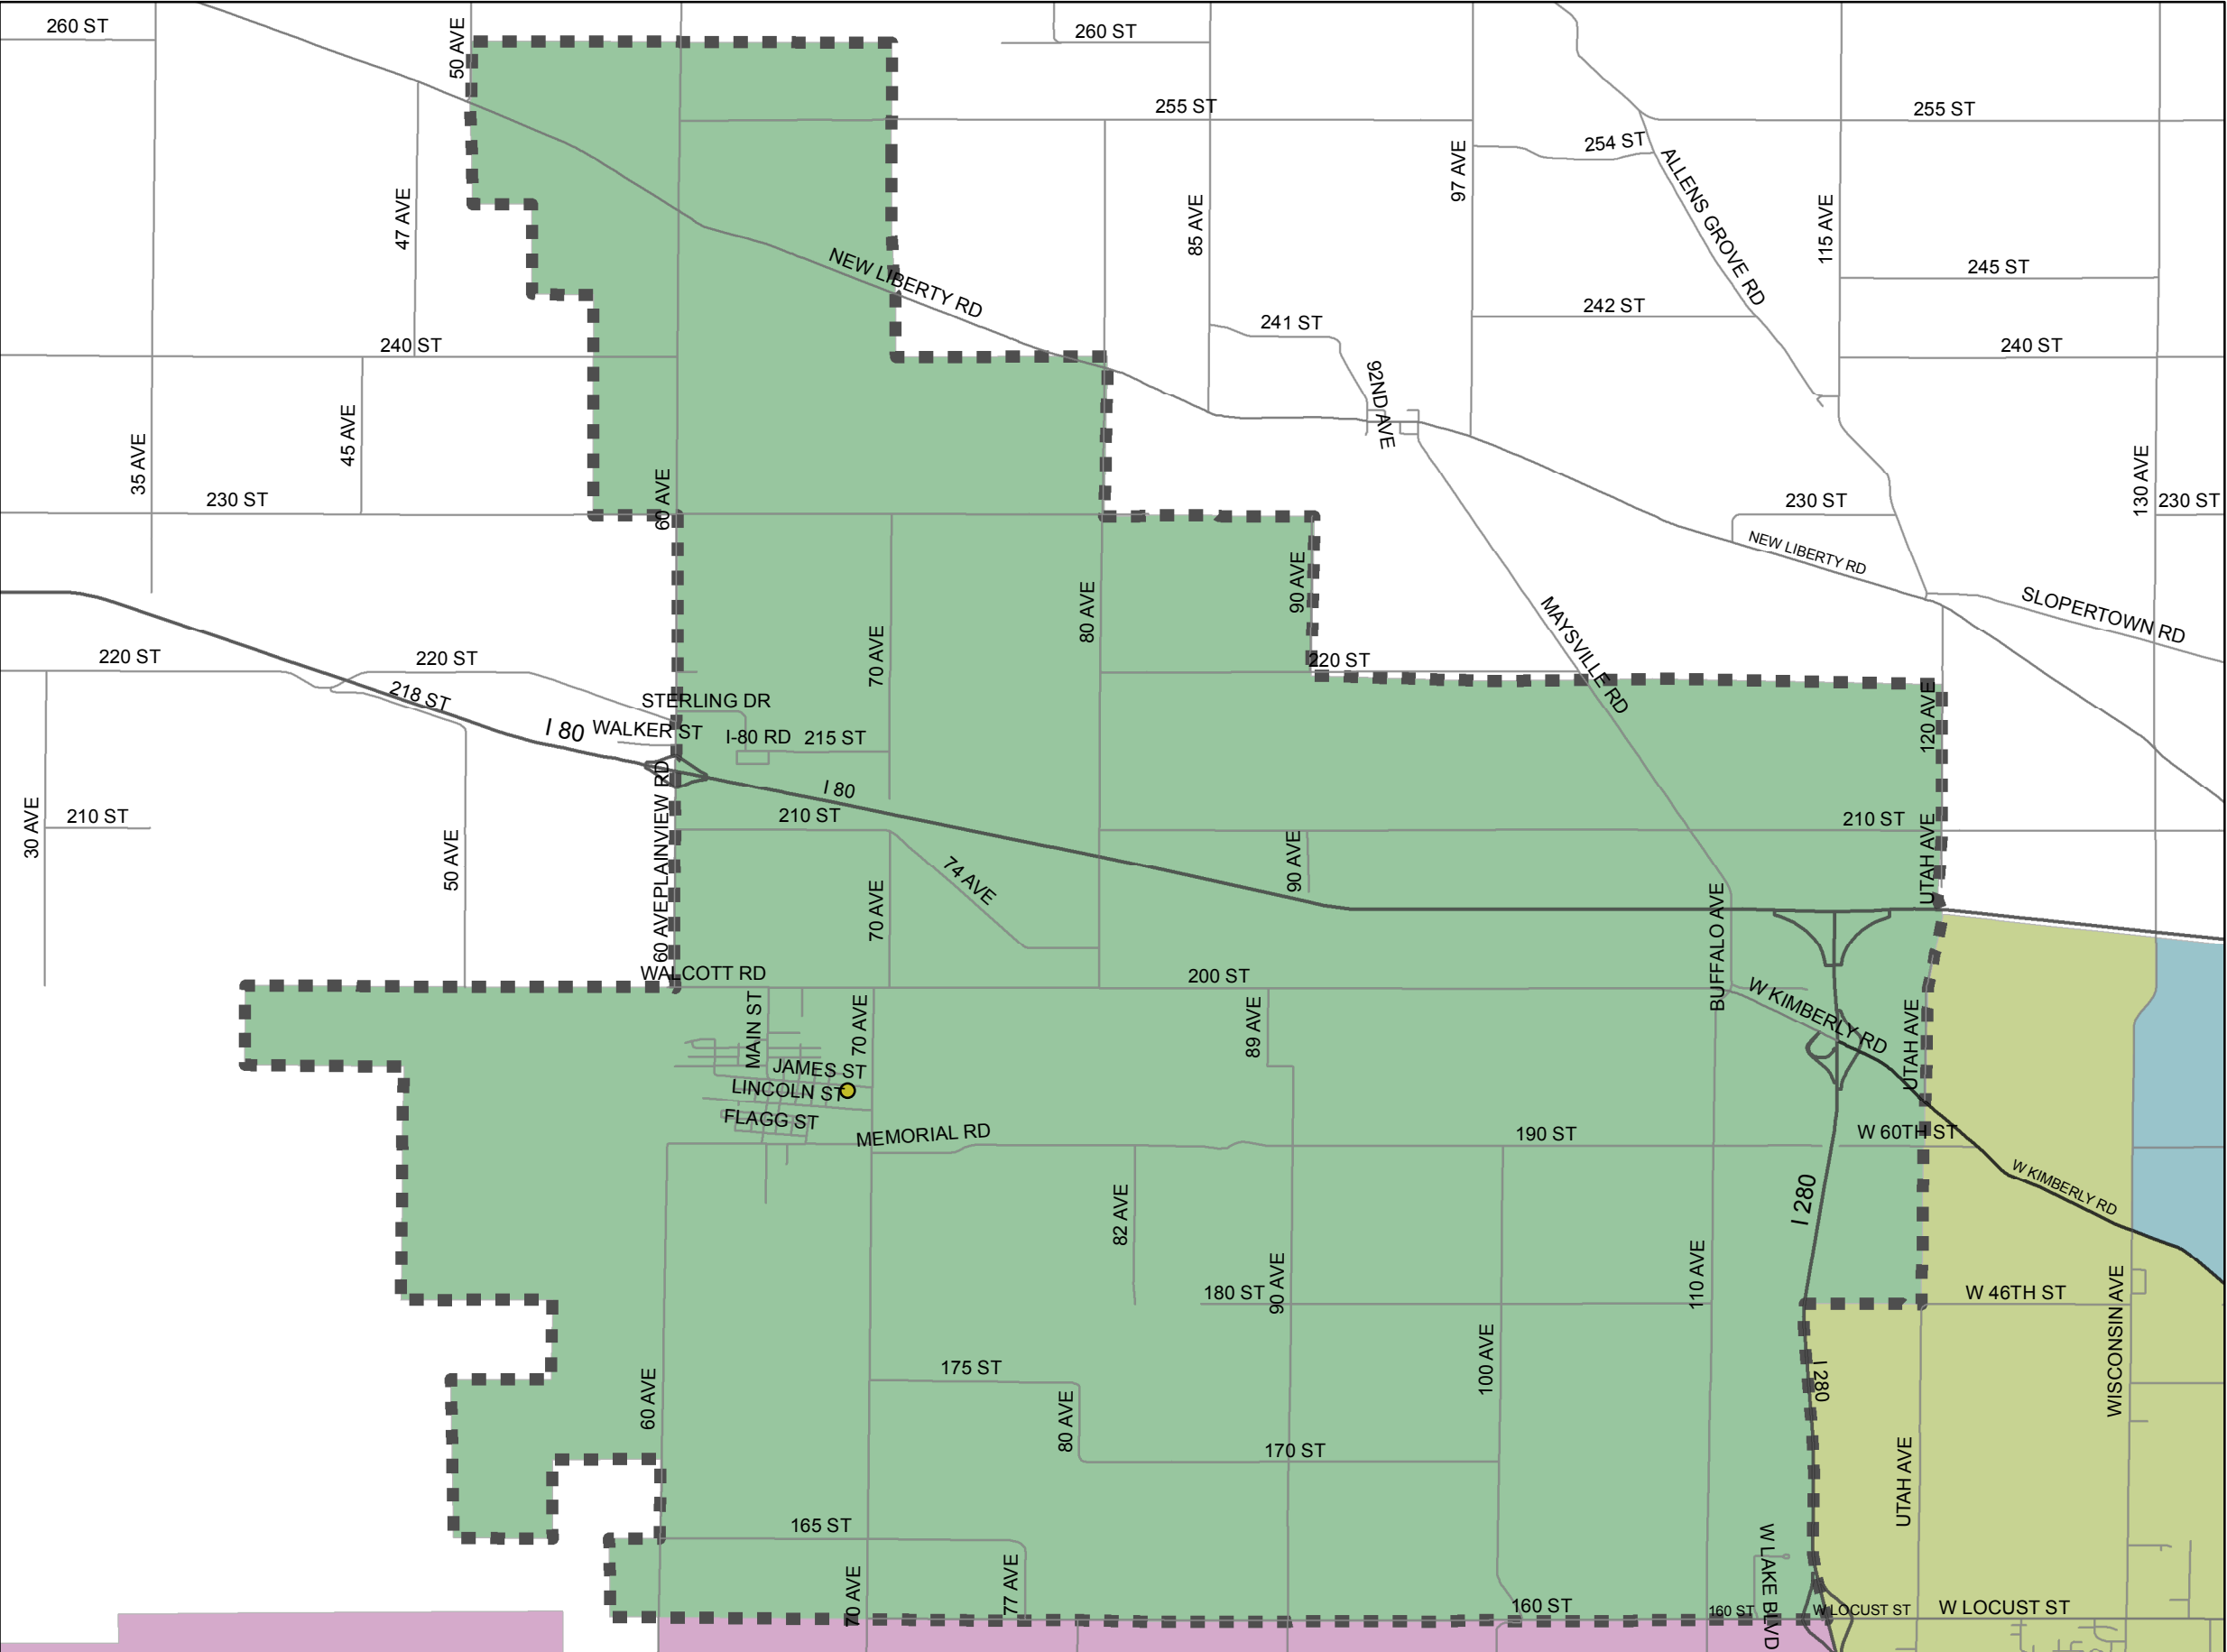 260 ST
50 AVE
260 ST
255 ST
255 ST
254 ST
97 AVE
ALLENS GROVE RD
47 AVE
85 AVE
115 AVE
NEW LIBERTY RD
245 ST
242 ST
241 ST
240 ST
240 ST
92ND AVE
45 AVE
35 AVE
60 AVE
130 AVE
230 ST
230 ST
230 ST
NEW LIBERTY RD
90 AVE
80 AVE
MAYSVILLE RD
SLOPERTOWN RD
70 AVE
220 ST
220 ST
220 ST
218 ST
STERLING DR
120 AVE
I 80
WALKER ST
I-80 RD
215 ST
I 80
PLAINVIEW RD
30 AVE
210 ST
210 ST
210 ST
50 AVE
74 AVE
90 AVE
UTAH AVE
60 AVE
70 AVE
BUFFALO AVE
WALCOTT RD
200 ST
W KIMBERLY RD
MAIN ST
70 AVE
89 AVE
UTAH AVE
JAMES ST
LINCOLN ST
FLAGG ST
MEMORIAL RD
190 ST
W 60TH ST
W KIMBERLY RD
I 280
82 AVE
90 AVE
110 AVE
180 ST
W 46TH ST
WISCONSIN AVE
I 280
175 ST
100 AVE
60 AVE
80 AVE
170 ST
UTAH AVE
165 ST
W LAKE BLVD
77 AVE
70 AVE
160 ST
160 ST
W LOCUST ST
W LOCUST ST